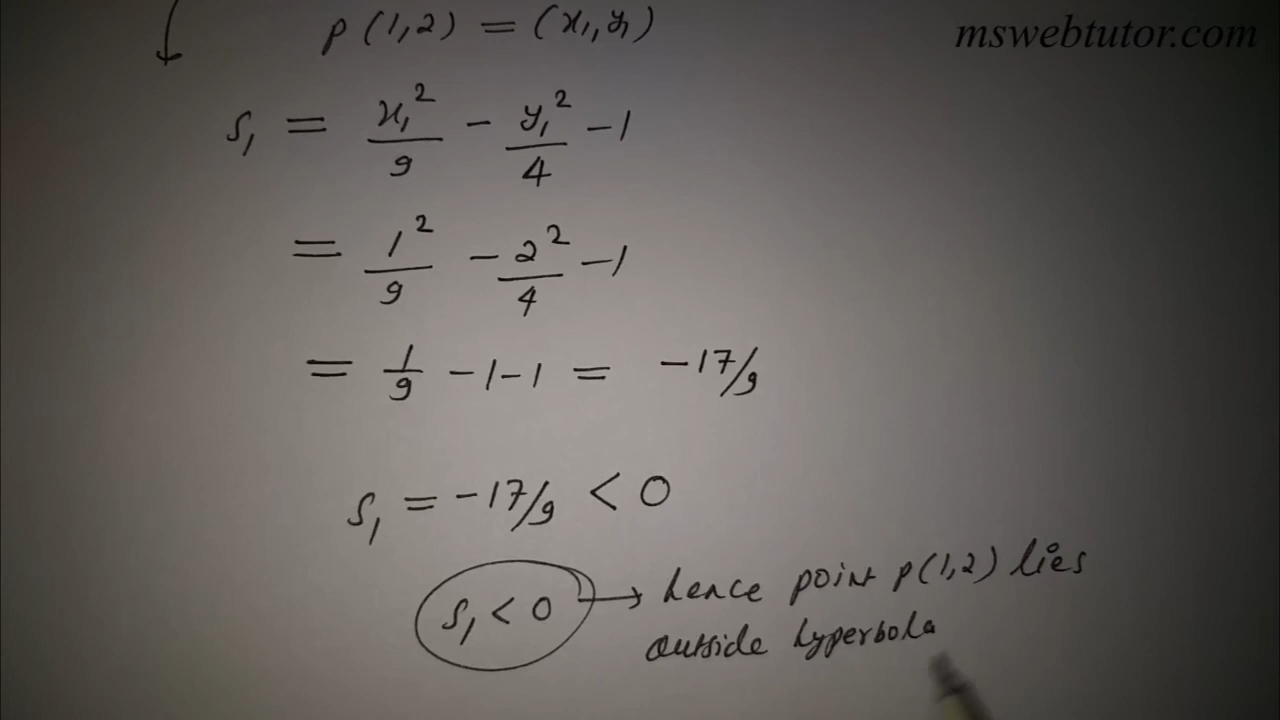 mswebtutor.com
P(1,2) = (x₁,y₁)
S₁ = x₁²/9 - y₁²/4 - 1
= 1²/9 - 2²/4 - 1
= 1/9 - 1 - 1 = -17/9
S₁ = -17/9 < 0
S₁ < 0 → hence point P(1,2) lies
outside hyperbola